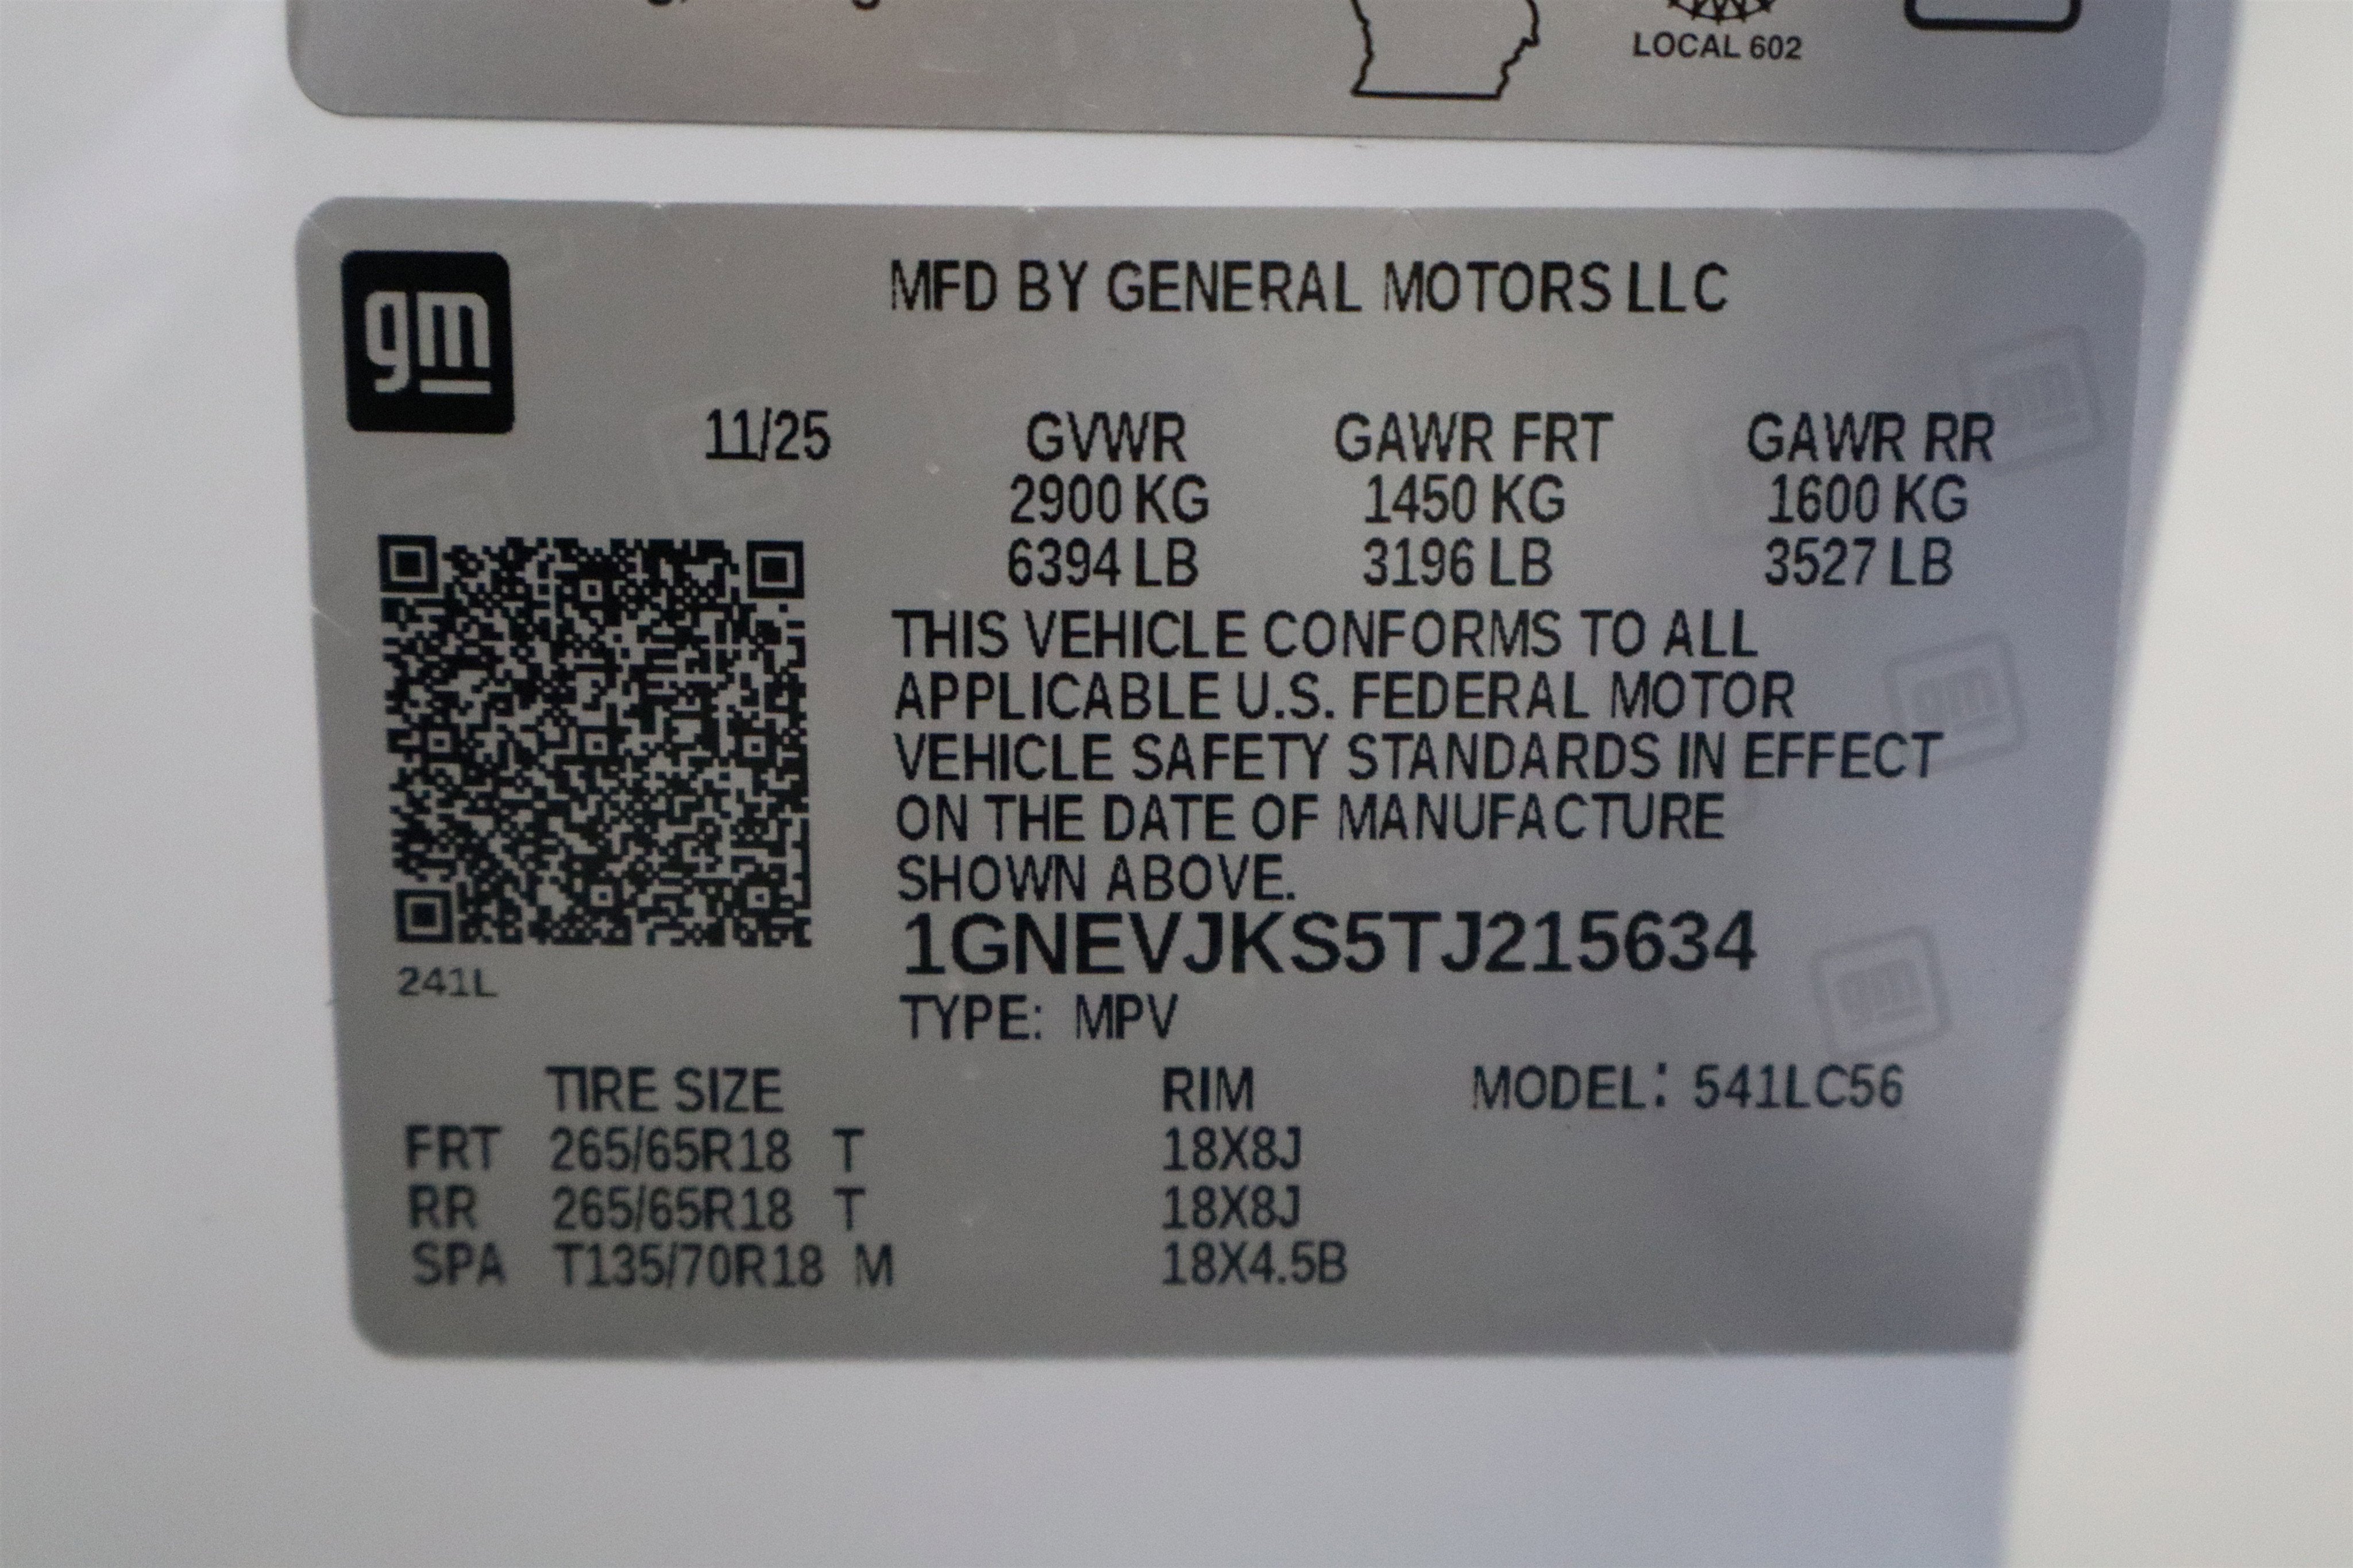 LOCAL 602
gm
MFD BY GENERAL MOTORS LLC
11/25 GVWR GAWR FRT GAWR RR
2900 KG 1450 KG 1600 KG
6394 LB 3196 LB 3527 LB
THIS VEHICLE CONFORMS TO ALL
APPLICABLE U.S. FEDERAL MOTOR
VEHICLE SAFETY STANDARDS IN EFFECT
ON THE DATE OF MANUFACTURE
SHOWN ABOVE.
1GNEVJKS5TJ215634
241L
TYPE: MPV
TIRE SIZE RIM MODEL: 541LC56
FRT 265/65R18 T 18X8J
RR 265/65R18 T 18X8J
SPA T135/70R18 M 18X4.5B
gm
gm
gm